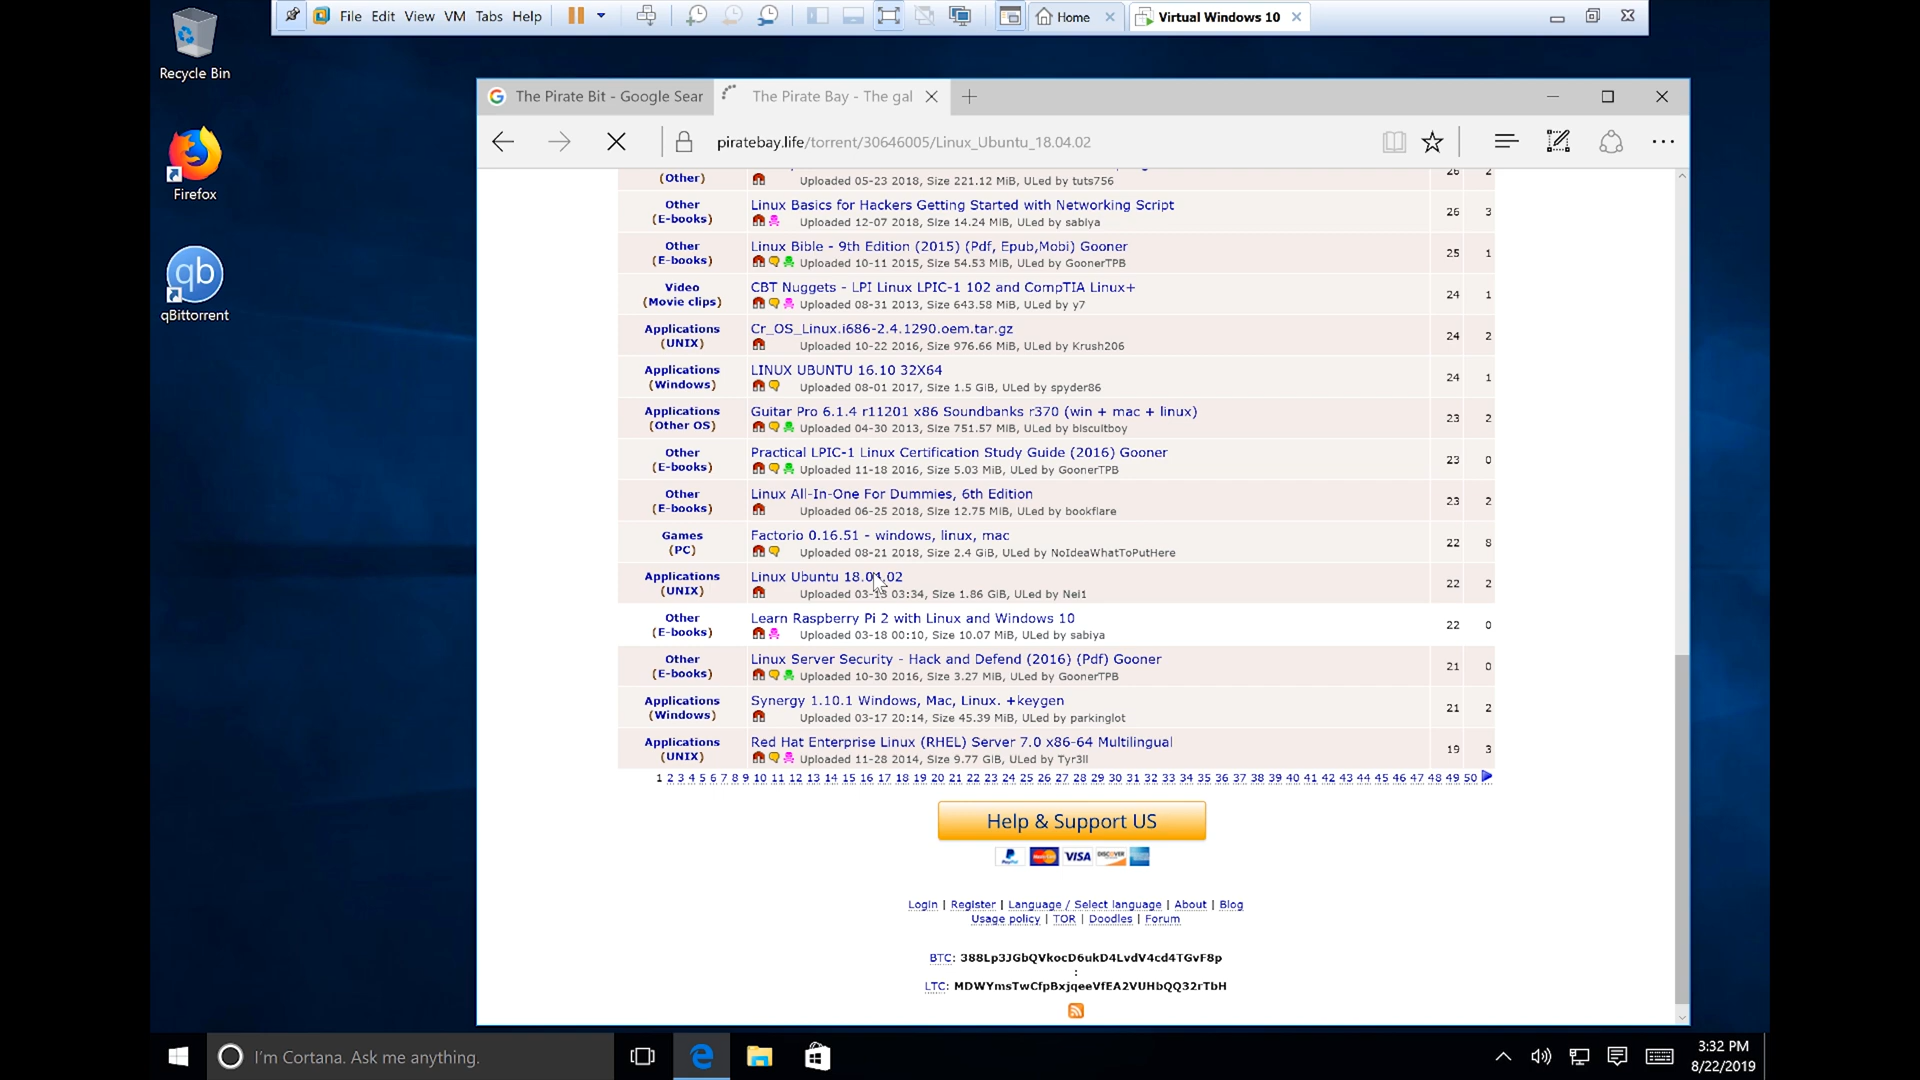 File Edit View VM Tabs Help
Home
Virtual Windows 10
Recycle Bin
Firefox
qb
qBittorrent
The Pirate Bit - Google Sear
The Pirate Bay - The gal
piratebay.life/torrent/30646005/Linux_Ubuntu_18.04.02
(Other)
Uploaded 05-23 2018, Size 221.12 MiB, ULed by tuts756
26 2
Other
(E-books)
Linux Basics for Hackers Getting Started with Networking Script
Uploaded 12-07 2018, Size 14.24 MiB, ULed by sabiya
26 3
Other
(E-books)
Linux Bible - 9th Edition (2015) (Pdf, Epub,Mobi) Gooner
Uploaded 10-11 2015, Size 54.53 MiB, ULed by GoonerTPB
25 1
Video
(Movie clips)
CBT Nuggets - LPI Linux LPIC-1 102 and CompTIA Linux+
Uploaded 08-31 2013, Size 643.58 MiB, ULed by y7
24 1
Applications
(UNIX)
Cr_OS_Linux.i686-2.4.1290.oem.tar.gz
Uploaded 10-22 2016, Size 976.66 MiB, ULed by Krush206
24 2
Applications
(Windows)
LINUX UBUNTU 16.10 32X64
Uploaded 08-01 2017, Size 1.5 GiB, ULed by spyder86
24 1
Applications
(Other OS)
Guitar Pro 6.1.4 r11201 x86 Soundbanks r370 (win + mac + linux)
Uploaded 04-30 2013, Size 751.57 MiB, ULed by biscuitboy
23 2
Other
(E-books)
Practical LPIC-1 Linux Certification Study Guide (2016) Gooner
Uploaded 11-18 2016, Size 5.03 MiB, ULed by GoonerTPB
23 0
Other
(E-books)
Linux All-In-One For Dummies, 6th Edition
Uploaded 06-25 2018, Size 12.75 MiB, ULed by bookflare
23 2
Games
(PC)
Factorio 0.16.51 - windows, linux, mac
Uploaded 08-21 2018, Size 2.4 GiB, ULed by NoIdeaWhatToPutHere
22 8
Applications
(UNIX)
Linux Ubuntu 18.04.02
Uploaded 03-13 03:34, Size 1.86 GiB, ULed by Nei1
22 2
Other
(E-books)
Learn Raspberry Pi 2 with Linux and Windows 10
Uploaded 03-18 00:10, Size 10.07 MiB, ULed by sabiya
22 0
Other
(E-books)
Linux Server Security - Hack and Defend (2016) (Pdf) Gooner
Uploaded 10-30 2016, Size 3.27 MiB, ULed by GoonerTPB
21 0
Applications
(Windows)
Synergy 1.10.1 Windows, Mac, Linux. +keygen
Uploaded 03-17 20:14, Size 45.39 MiB, ULed by parkinglot
21 2
Applications
(UNIX)
Red Hat Enterprise Linux (RHEL) Server 7.0 x86-64 Multilingual
Uploaded 11-28 2014, Size 9.77 GiB, ULed by Tyr3ll
19 3
1 2 3 4 5 6 7 8 9 10 11 12 13 14 15 16 17 18 19 20 21 22 23 24 25 26 27 28 29 30 31 32 33 34 35 36 37 38 39 40 41 42 43 44 45 46 47 48 49 50
Help & Support US
VISA DISCOVER
Login | Register | Language / Select language | About | Blog
Usage policy | TOR | Doodles | Forum
BTC: 388Lp3JGbQVkocD6ukD4LvdV4cd4TGvF8p
:
LTC: MDWYmsTwCfpBxjqeeVfEA2VUHbQQ32rTbH
I'm Cortana. Ask me anything.
3:32 PM
8/22/2019